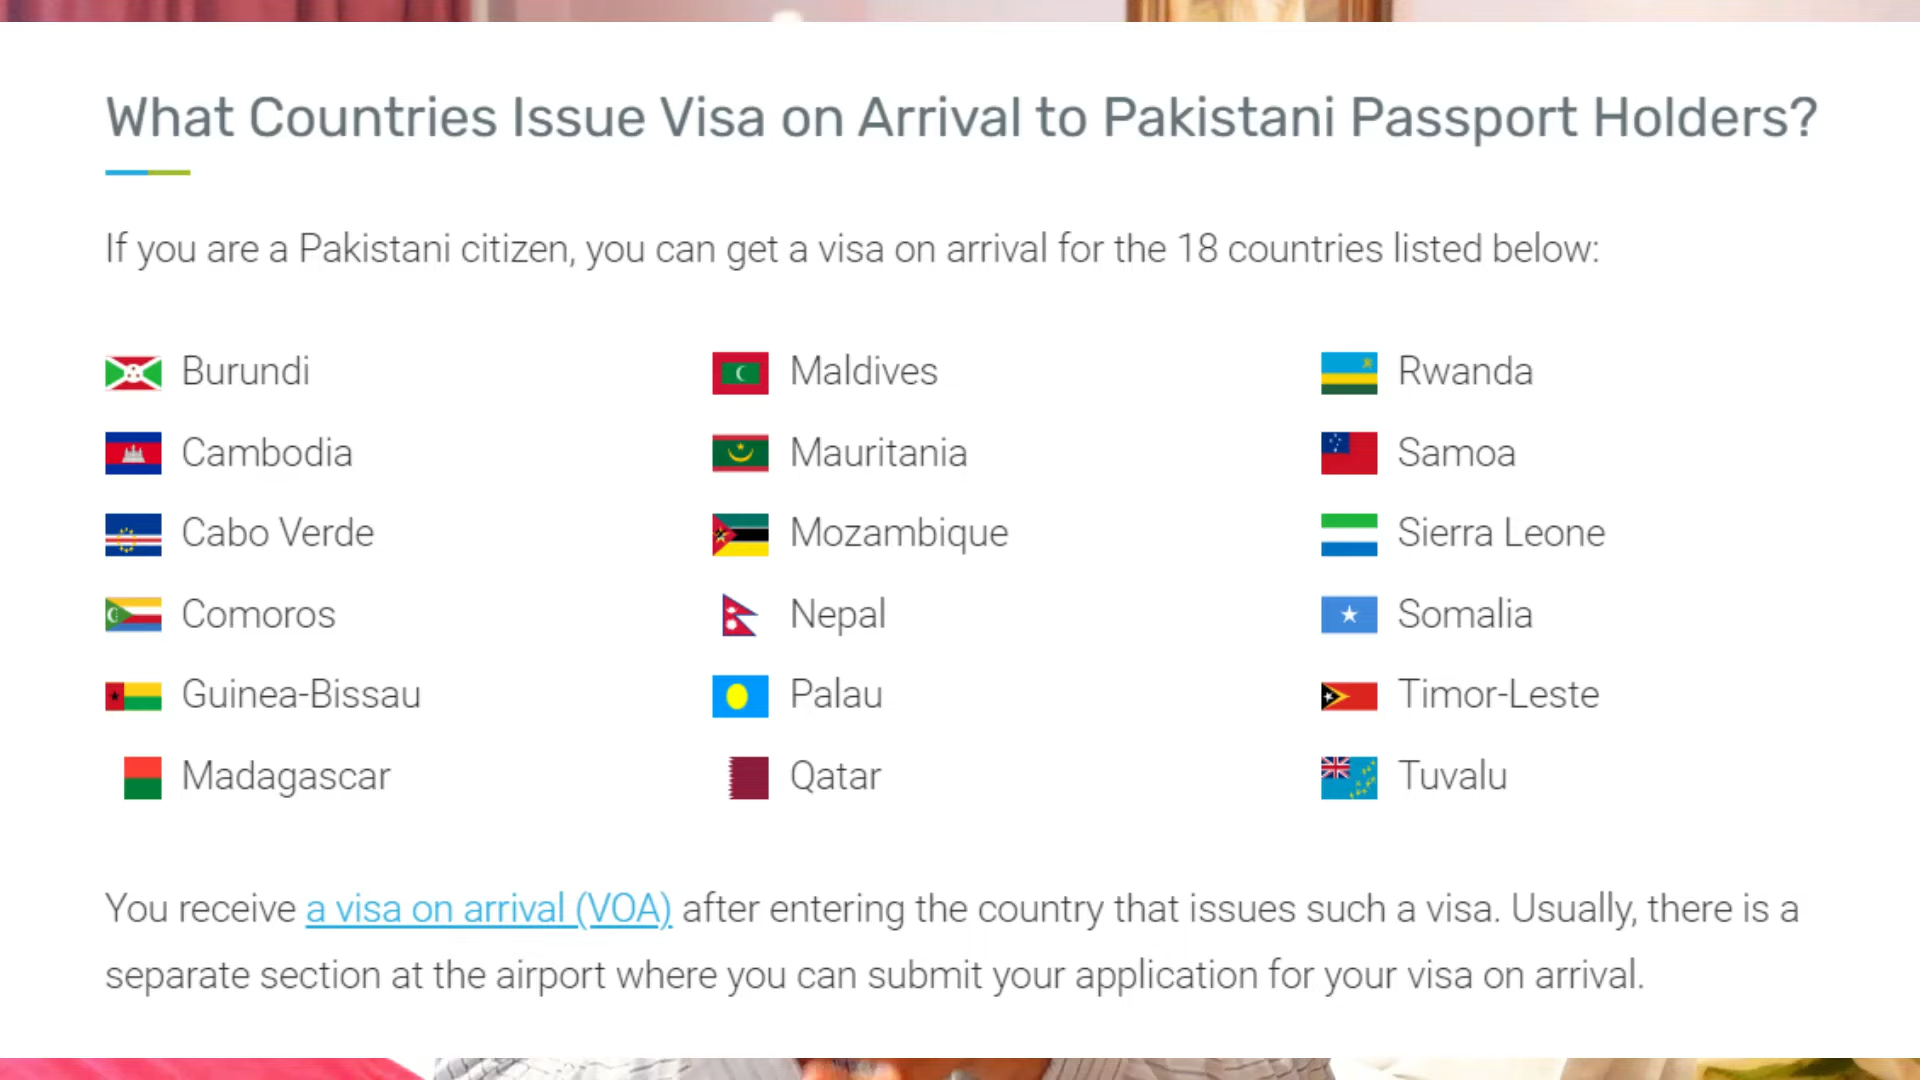 What Countries Issue Visa on Arrival to Pakistani Passport Holders?
If you are a Pakistani citizen, you can get a visa on arrival for the 18 countries listed below:
Burundi
Cambodia
Cabo Verde
Comoros
Guinea-Bissau
Madagascar
Maldives
Mauritania
Mozambique
Nepal
Palau
Qatar
Rwanda
Samoa
Sierra Leone
Somalia
Timor-Leste
Tuvalu
You receive a visa on arrival (VOA) after entering the country that issues such a visa. Usually, there is a
separate section at the airport where you can submit your application for your visa on arrival.